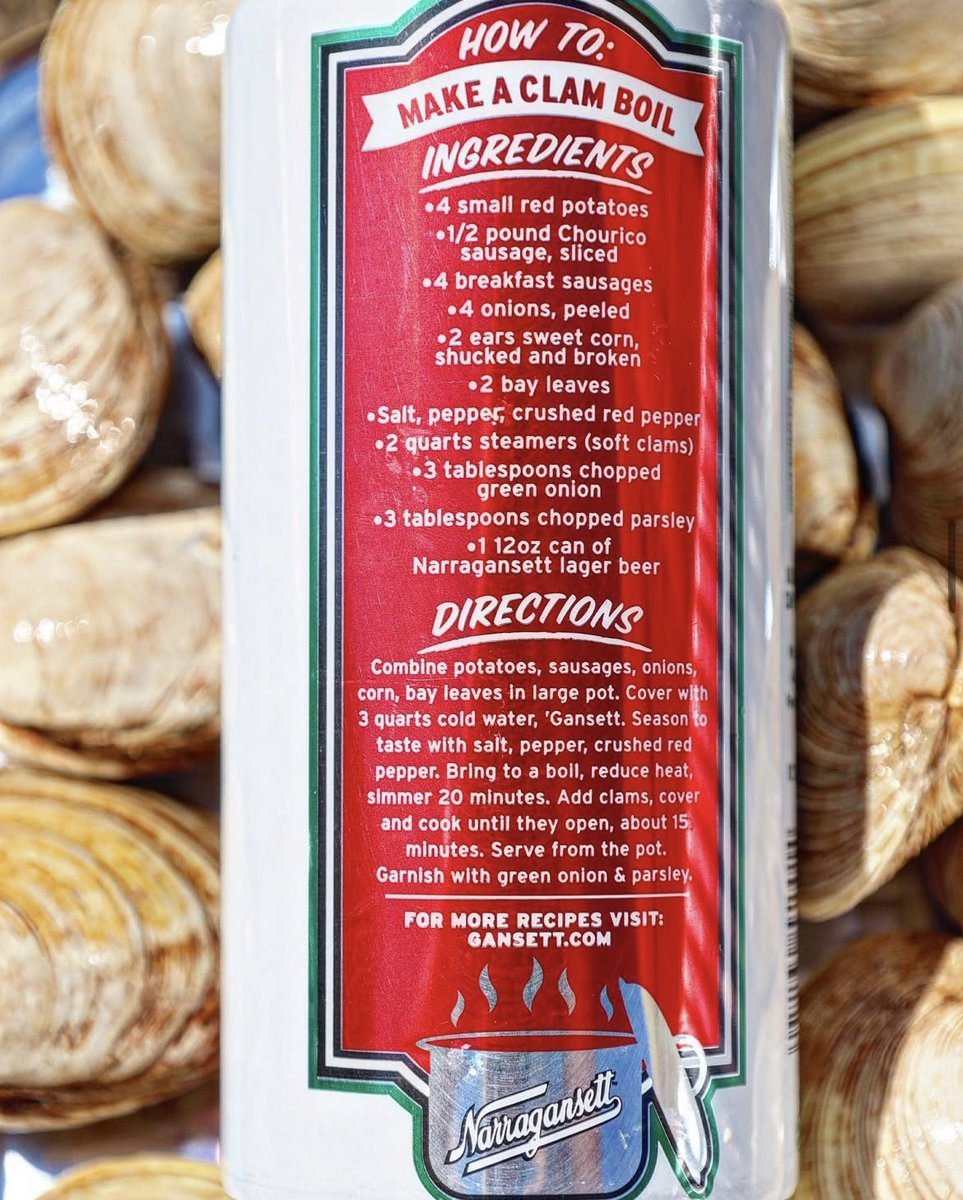 HOW TO:
MAKE A CLAM BOIL
INGREDIENTS
•4 small red potatoes
•1/2 pound Chourico
sausage, sliced
•4 breakfast sausages
•4 onions, peeled
•2 ears sweet corn,
shucked and broken
•2 bay leaves
•Salt, pepper, crushed red pepper
•2 quarts steamers (soft clams)
•3 tablespoons chopped
green onion
•3 tablespoons chopped parsley
•1 12oz can of
Narragansett lager beer
DIRECTIONS
Combine potatoes, sausages, onions,
corn, bay leaves in large pot. Cover with
3 quarts cold water, 'Gansett. Season to
taste with salt, pepper, crushed red
pepper. Bring to a boil, reduce heat,
simmer 20 minutes. Add clams, cover
and cook until they open, about 15
minutes. Serve from the pot.
Garnish with green onion & parsley.
FOR MORE RECIPES VISIT:
GANSETT.COM
Narragansett